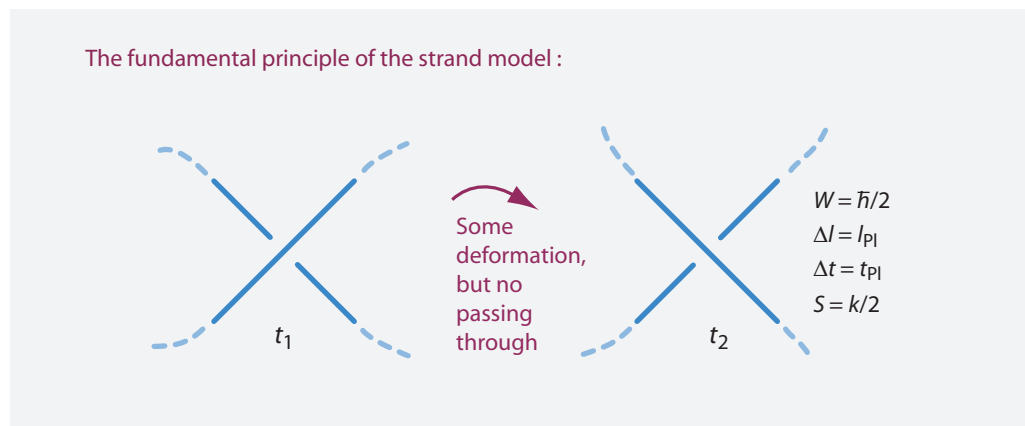 The fundamental principle of the strand model :
t₁
Some
deformation,
but no
passing
through
t₂
W = ℏ/2
Δl = lPl
Δt = tPl
S = k/2